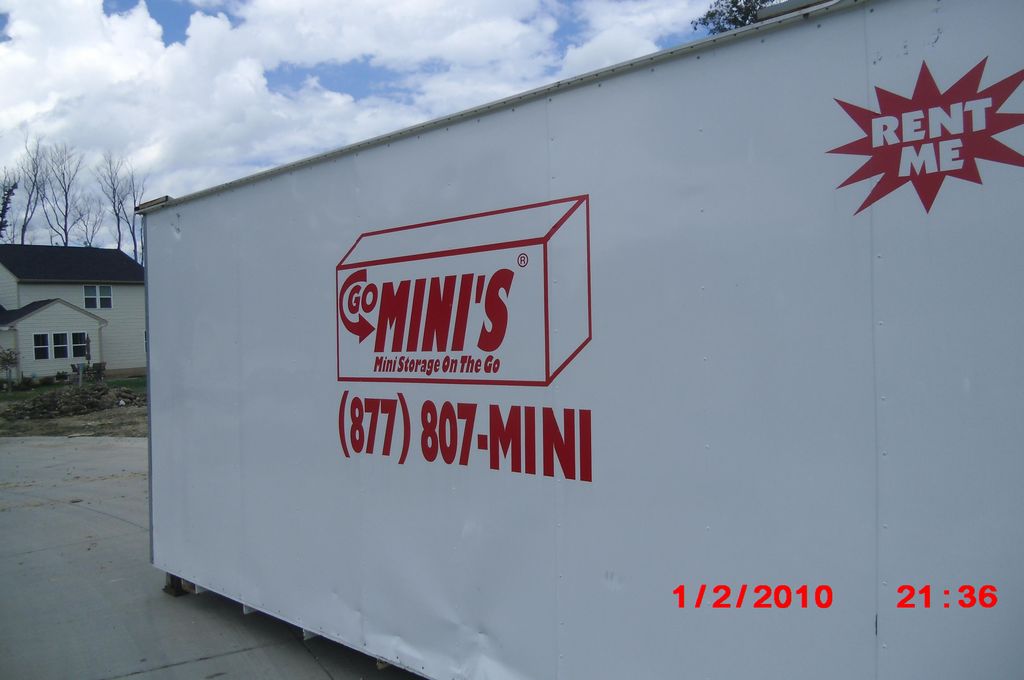 RENT
ME
GO MINI'S ®
Mini Storage On The Go
(877) 807-MINI
1/2/2010 21:36